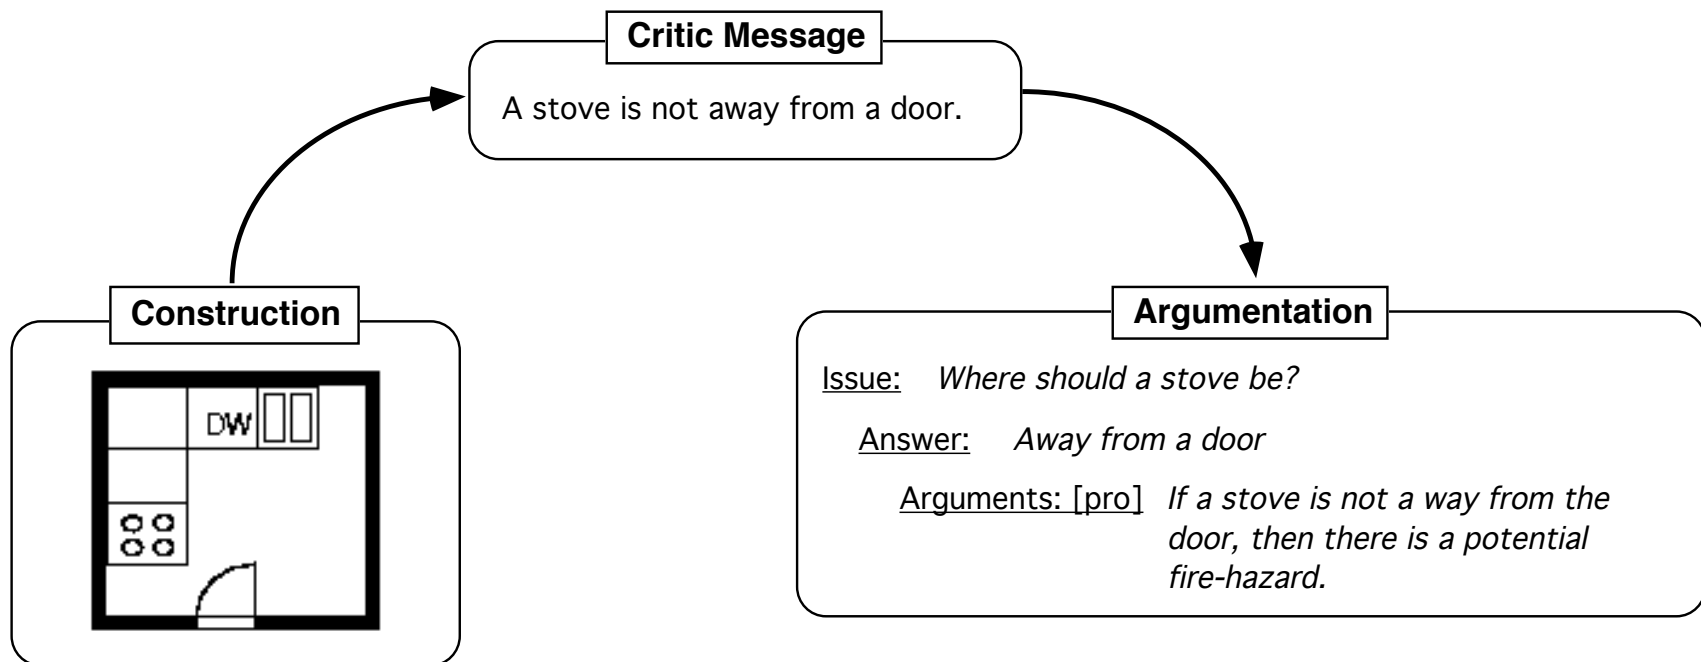 Critic Message
A stove is not away from a door.
Construction
DW
Argumentation
Issue: Where should a stove be?
Answer: Away from a door
Arguments: [pro] If a stove is not a way from the
door, then there is a potential
fire-hazard.